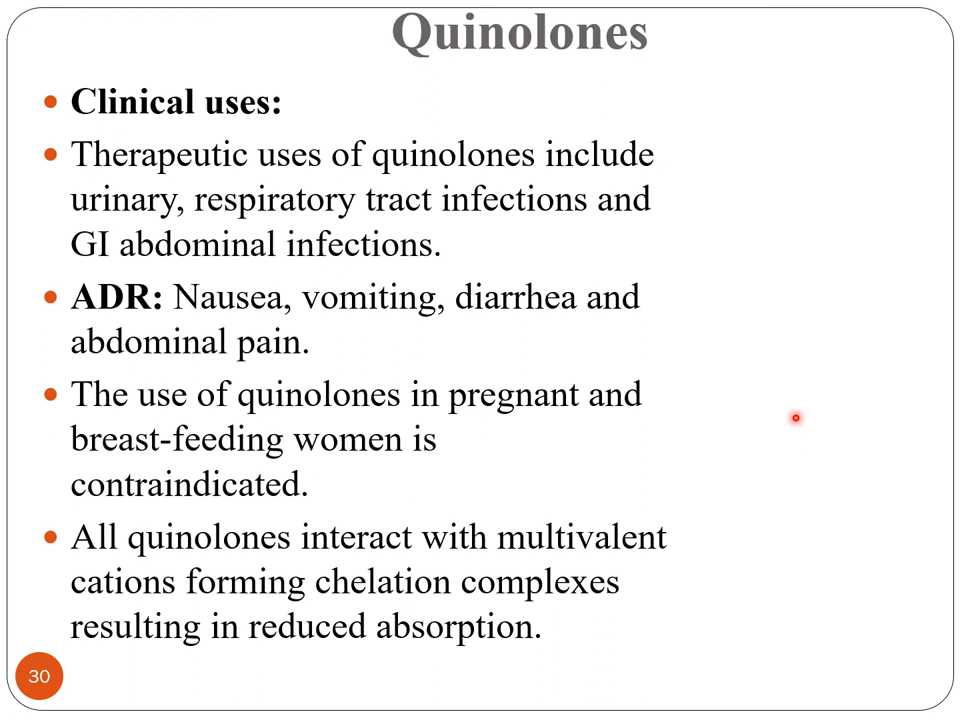 Quinolones
Clinical uses:
Therapeutic uses of quinolones include
urinary, respiratory tract infections and
GI abdominal infections.
ADR: Nausea, vomiting, diarrhea and
abdominal pain.
The use of quinolones in pregnant and
breast-feeding women is
contraindicated.
All quinolones interact with multivalent
cations forming chelation complexes
resulting in reduced absorption.
30